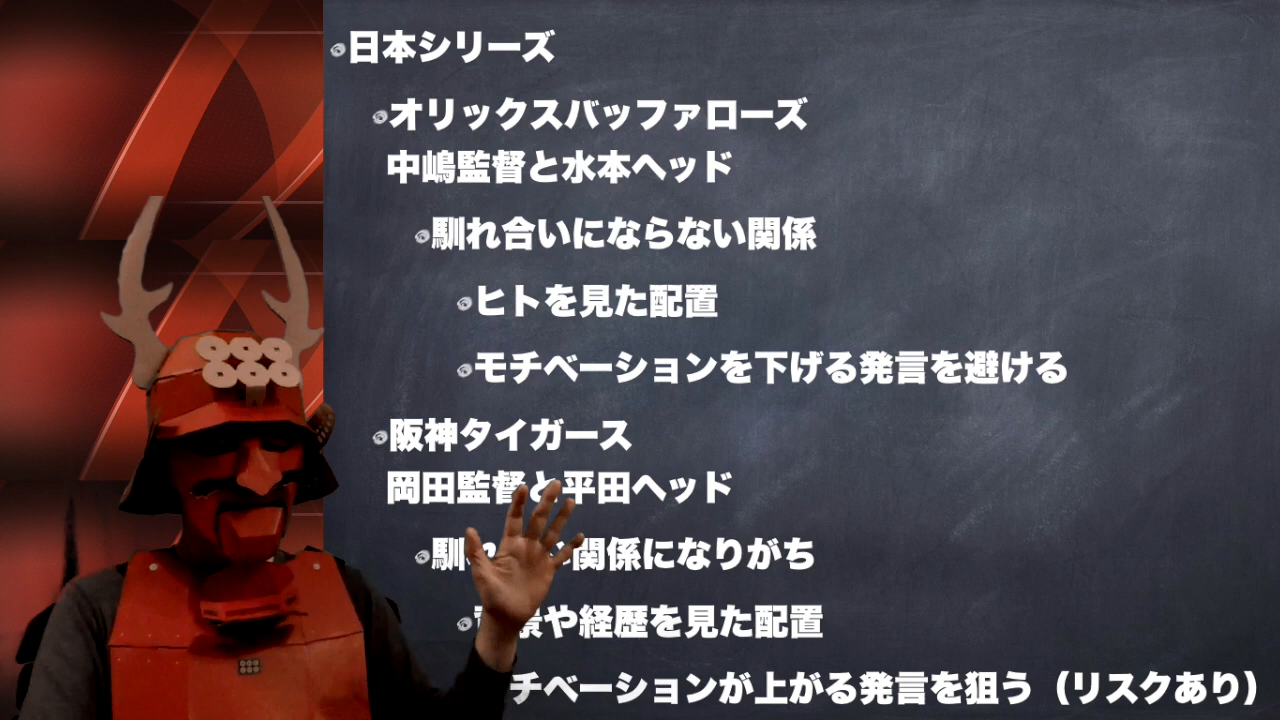 日本シリーズ
オリックスバッファローズ
中嶋監督と水本ヘッド
馴れ合いにならない関係
ヒトを見た配置
モチベーションを下げる発言を避ける
阪神タイガース
岡田監督と平田ヘッド
関係になりがち
や経歴を見た配置
チベーションが上がる発言を狙う（リスクあり）